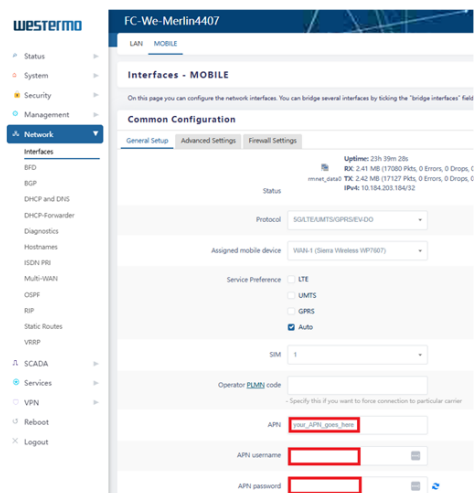 westermo
FC-We-Merlin4407
LAN MOBILE
Status
System
Security
Management
Network
Interfaces
BFD
BGP
DHCP and DNS
DHCP-Forwarder
Diagnostics
Hostnames
ISDN PRI
Multi-WAN
OSPF
RIP
Static Routes
VRRP
SCADA
Services
VPN
Reboot
Logout
Interfaces - MOBILE
On this page you can configure the network interfaces. You can bridge several interfaces by ticking the "bridge interfaces" field
Common Configuration
General Setup Advanced Settings Firewall Settings
Status
rmnet_data0
Uptime: 23h 39m 28s
RX: 2.41 MB (17080 Pkts, 0 Errors, 0 Drops,
TX: 2.42 MB (17127 Pkts, 0 Errors, 0 Drops,
IPv4: 10.184.203.184/32
Protocol 5G/LTE/UMTS/GPRS/EV-DO
Assigned mobile device WAN-1 (Sierra Wireless WP7607)
Service Preference LTE
UMTS
GPRS
Auto
SIM 1
Operator PLMN code
- Specify this if you want to force connection to particular carrier
APN your_APN_goes_here
APN username
APN password